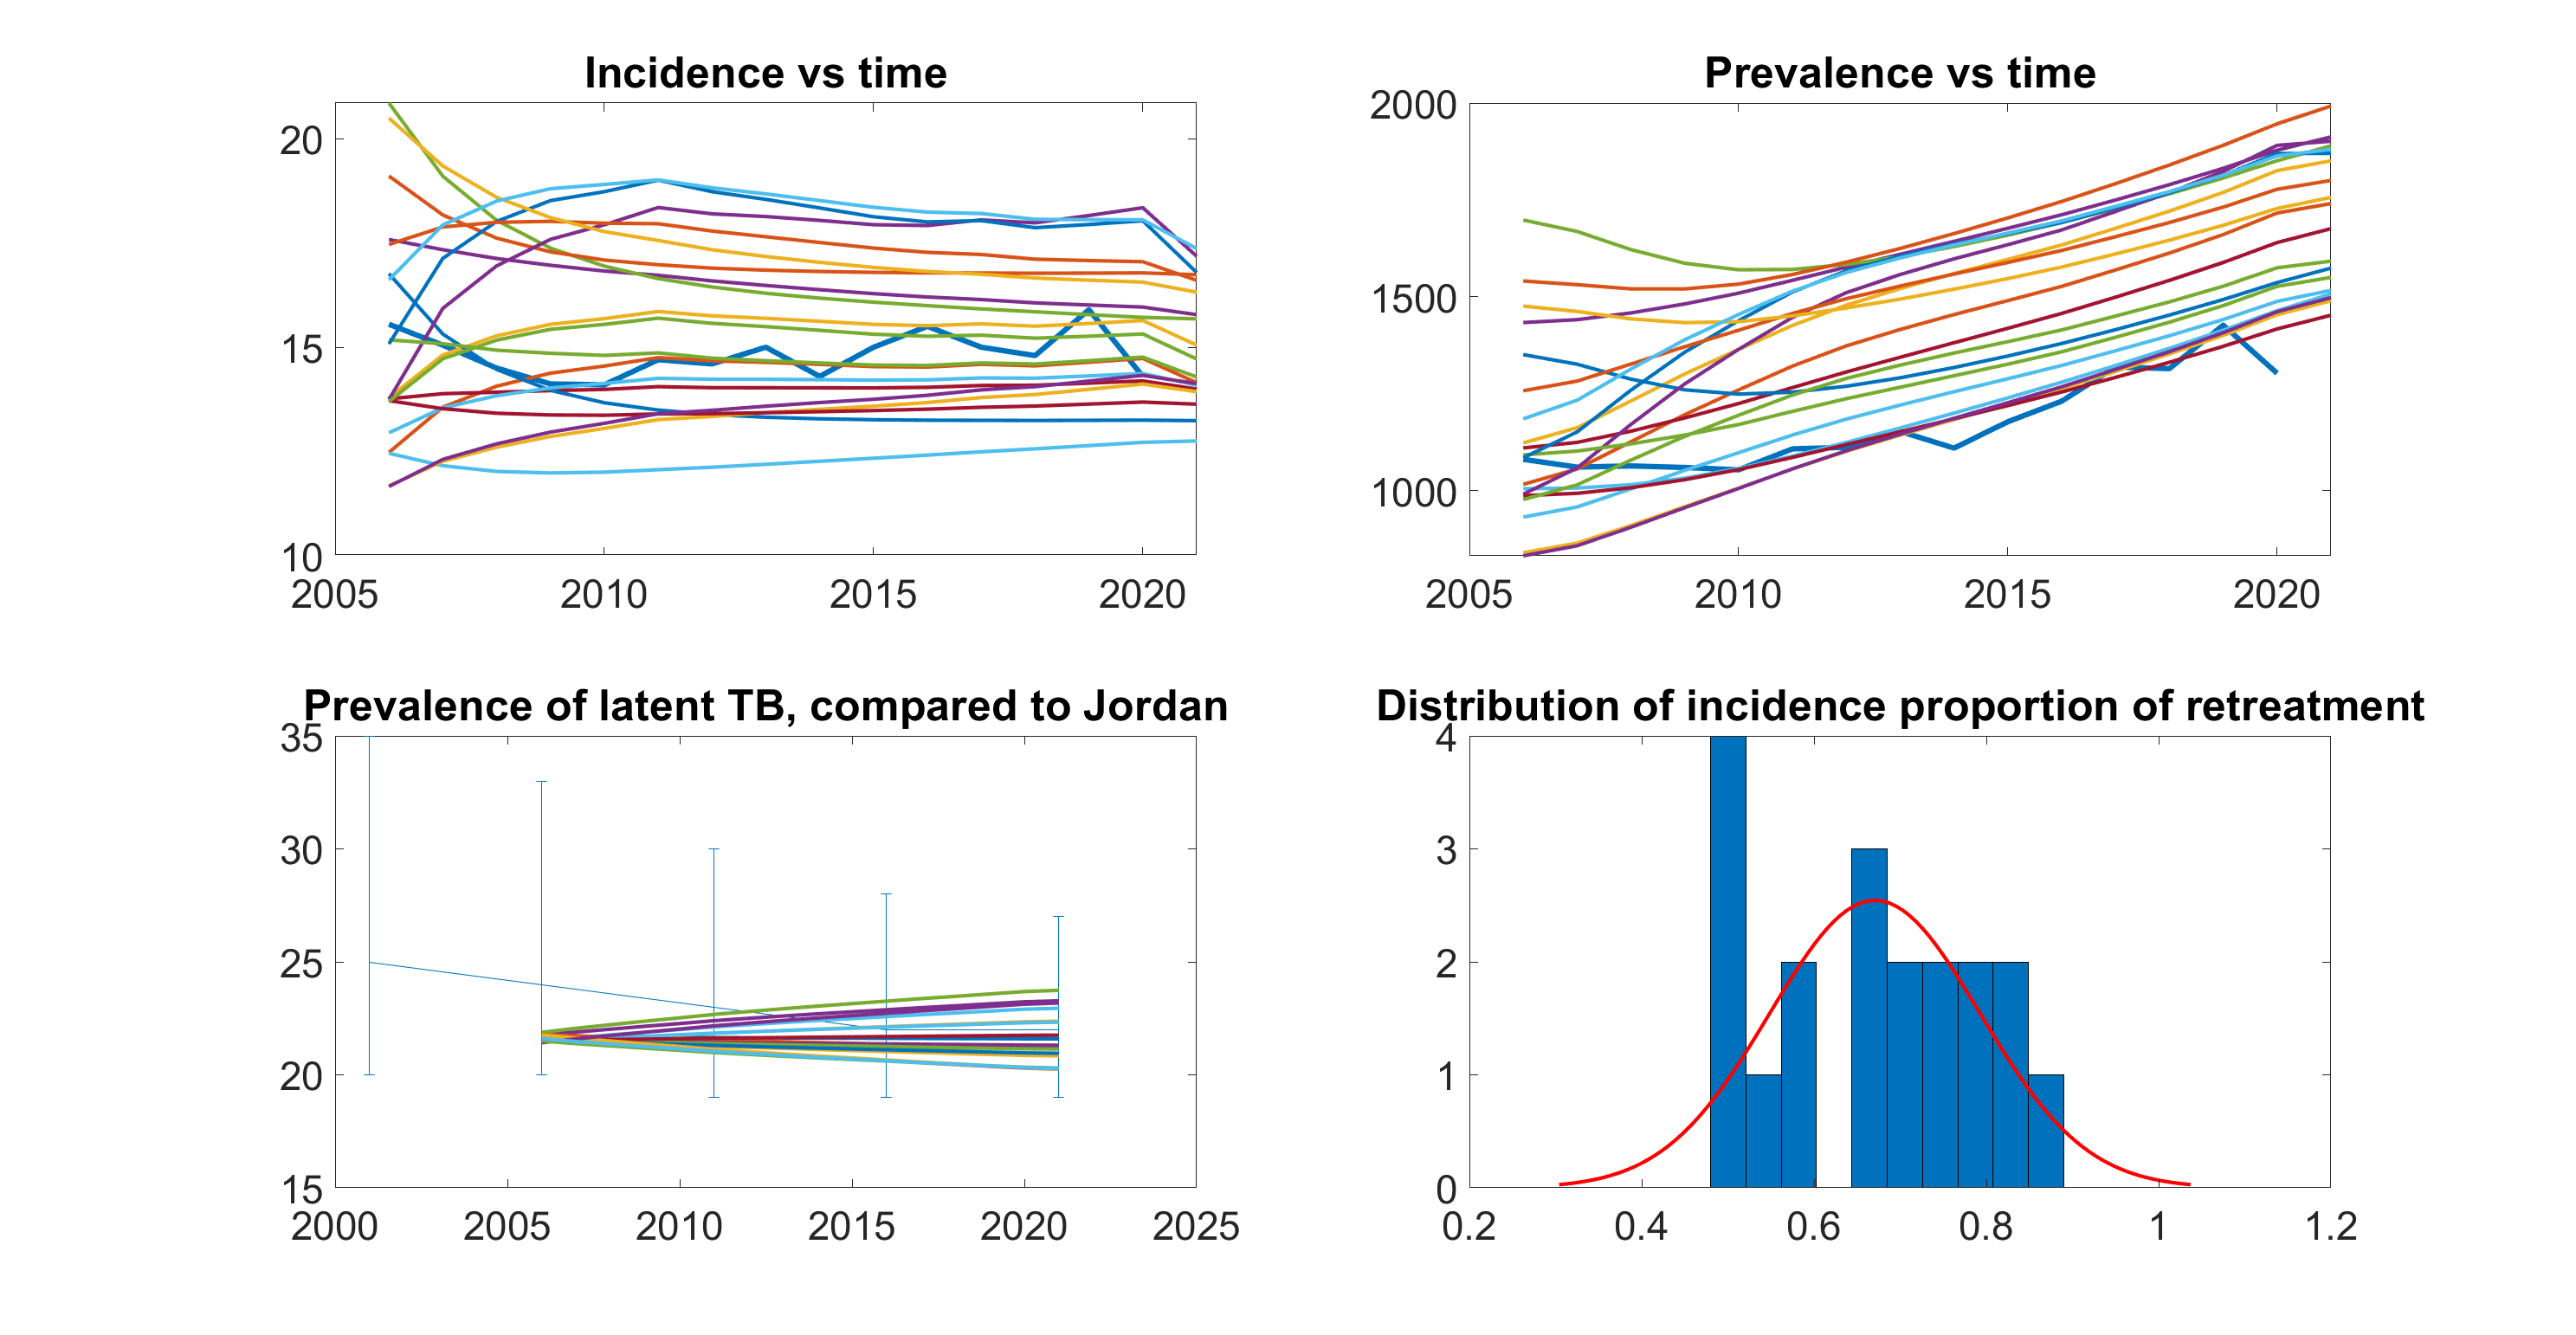 Incidence vs time
20
15
10
2005 2010 2015 2020
Prevalence vs time
2000
1500
1000
2005 2010 2015 2020
Prevalence of latent TB, compared to Jordan
35
30
25
20
15
2000 2005 2010 2015 2020 2025
Distribution of incidence proportion of retreatment
4
3
2
1
0
0.2 0.4 0.6 0.8 1 1.2